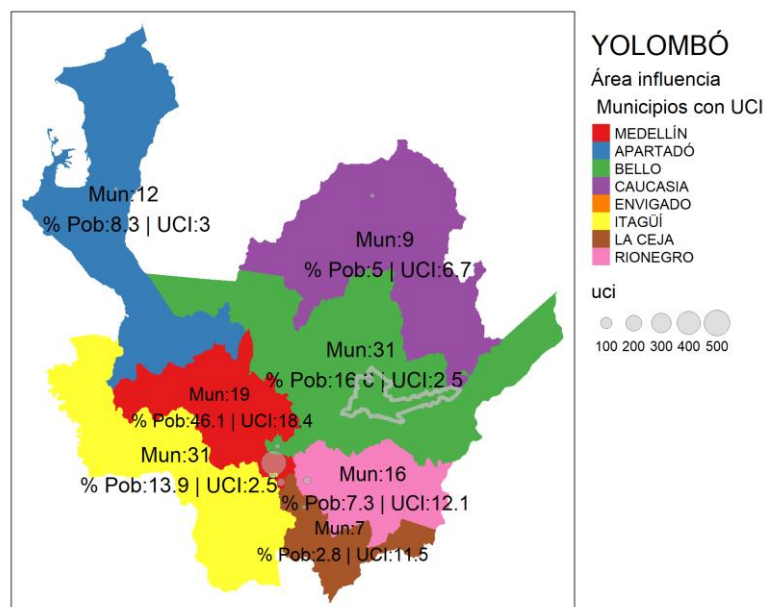 YOLOMBÓ
Área influencia
Municipios con UCI
MEDELLÍN
APARTADÓ
BELLO
CAUCASIA
ENVIGADO
ITAGÜÍ
LA CEJA
RIONEGRO
uci
100 200 300 400 500
Mun:12
% Pob:8.3 | UCI:3
Mun:9
% Pob:5 | UCI:6.7
Mun:31
% Pob:16.6 | UCI:2.5
Mun:19
% Pob:46.1 | UCI:18.4
Mun:31
% Pob:13.9 | UCI:2.5
Mun:16
% Pob:7.3 | UCI:12.1
Mun:7
% Pob:2.8 | UCI:11.5